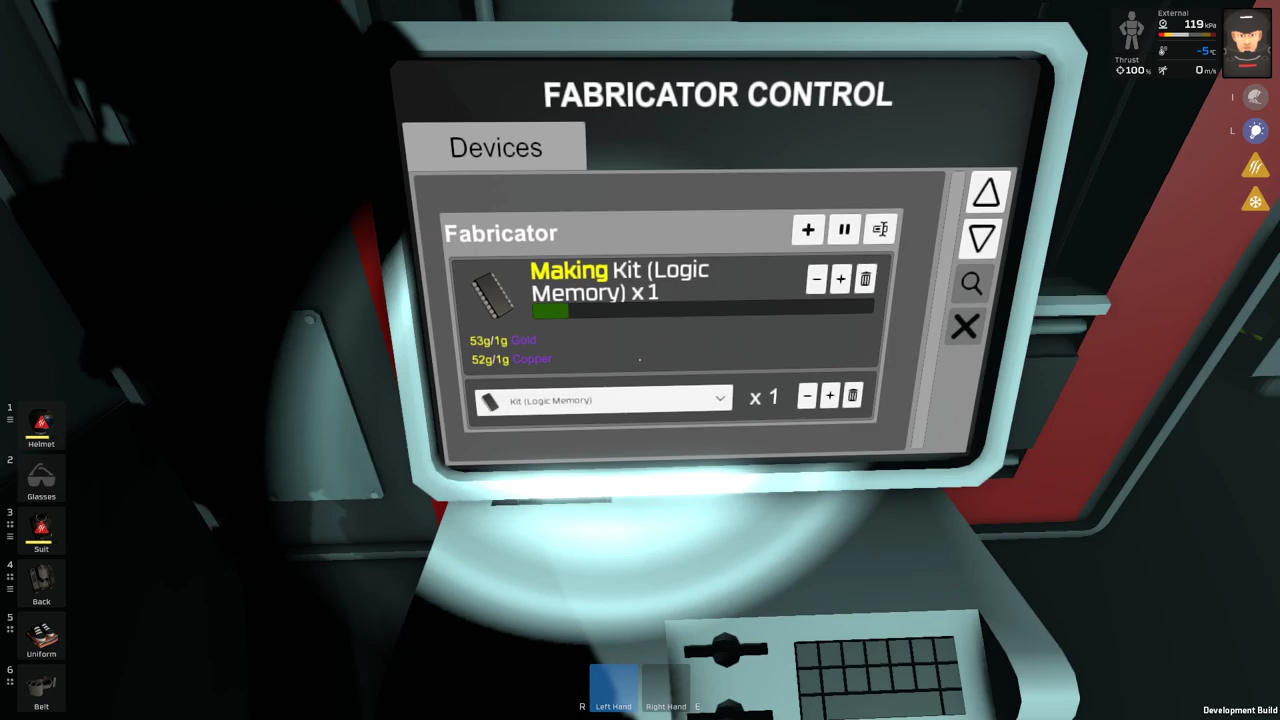 External
119 kPa
-5 °C
Thrust
100 %
0 m/s
I
L
FABRICATOR CONTROL
Devices
Fabricator
Making Kit (Logic
Memory) x 1
53g/1g Gold
52g/1g Copper
Kit (Logic Memory)
x 1
1
Helmet
2
Glasses
3
Suit
4
Back
5
Uniform
6
Belt
R Left Hand Right Hand E
Development Build